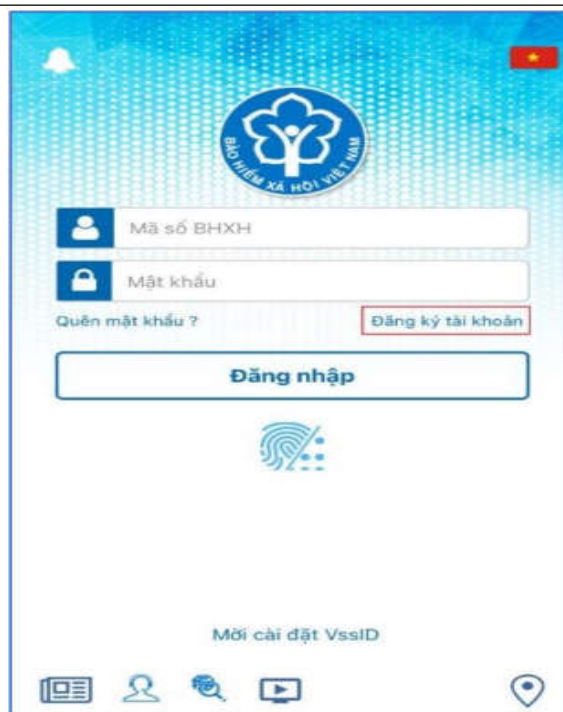 BẢO HIỂM XÃ HỘI VIỆT NAM
Mã số BHXH
Mật khẩu
Quên mật khẩu ?
Đăng ký tài khoản
Đăng nhập
Mời cài đặt VssID